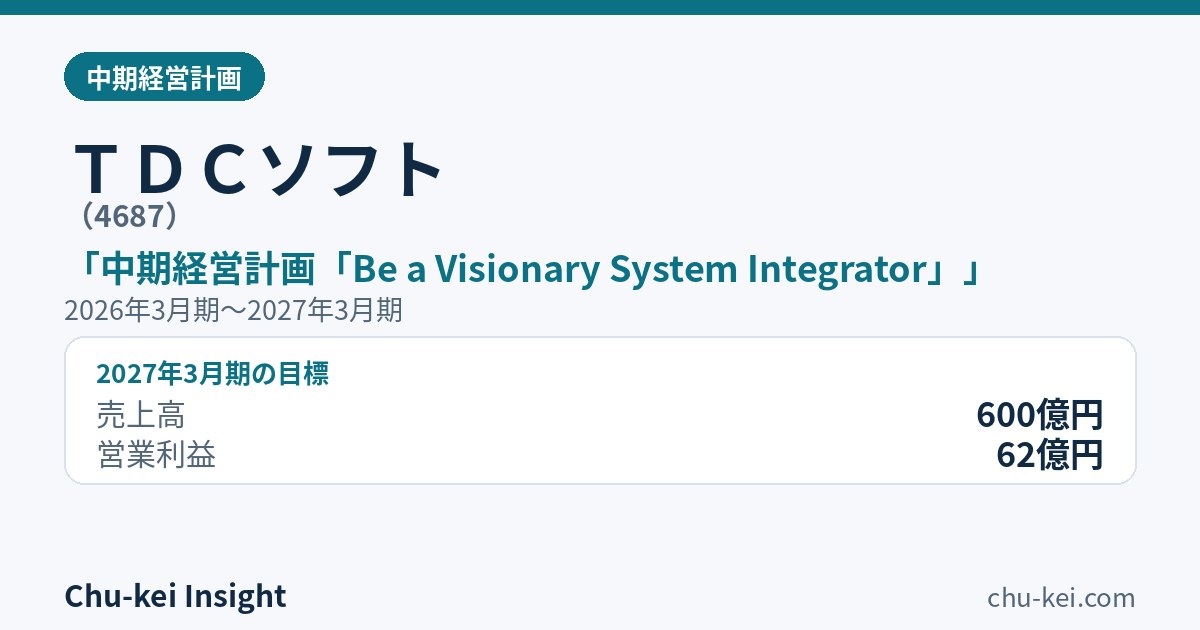 中期経営計画
ＴＤＣソフト
（4687）
「中期経営計画「Be a Visionary System Integrator」」
2026年3月期～2027年3月期
2027年3月期の目標
売上高 600億円
営業利益 62億円
Chu-kei Insight chu-kei.com